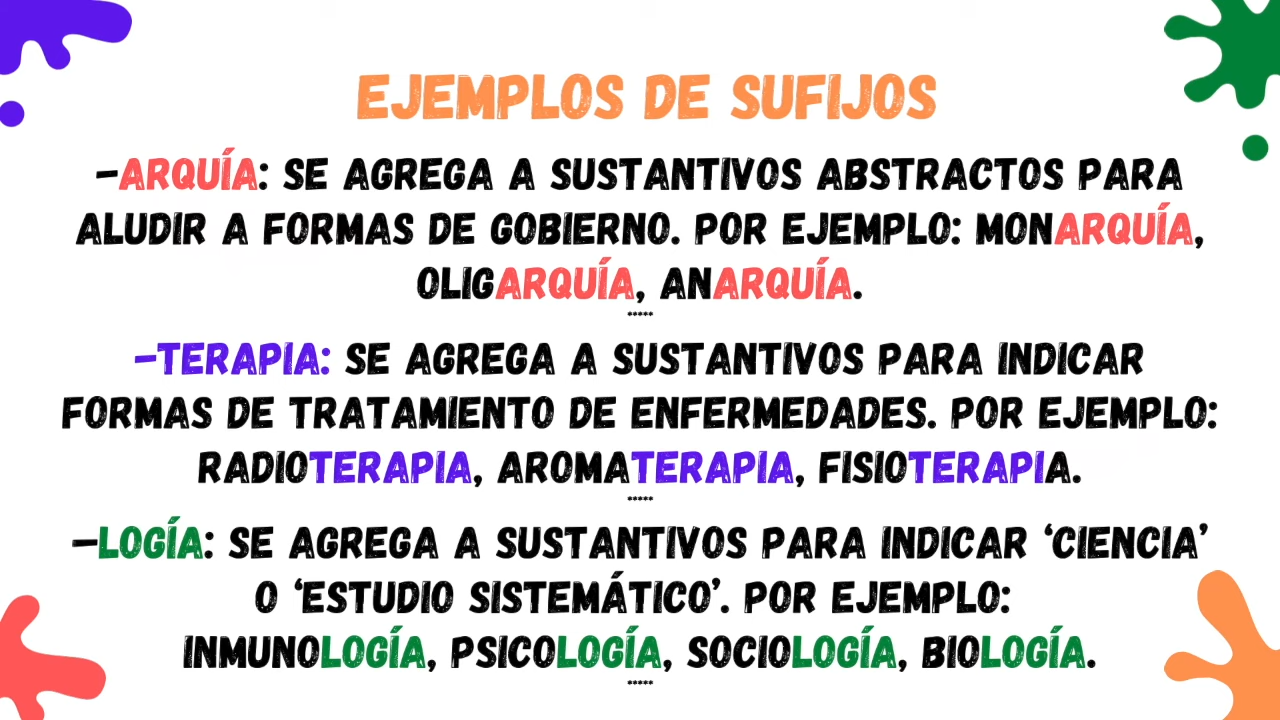 EJEMPLOS DE SUFIJOS
-ARQUÍA: SE AGREGA A SUSTANTIVOS ABSTRACTOS PARA
ALUDIR A FORMAS DE GOBIERNO. POR EJEMPLO: MONARQUÍA,
OLIGARQUÍA, ANARQUÍA.
*****
-TERAPIA: SE AGREGA A SUSTANTIVOS PARA INDICAR
FORMAS DE TRATAMIENTO DE ENFERMEDADES. POR EJEMPLO:
RADIOTERAPIA, AROMATERAPIA, FISIOTERAPIA.
*****
-LOGÍA: SE AGREGA A SUSTANTIVOS PARA INDICAR ‘CIENCIA’
O ‘ESTUDIO SISTEMÁTICO’. POR EJEMPLO:
INMUNOLOGÍA, PSICOLOGÍA, SOCIOLOGÍA, BIOLOGÍA.
*****